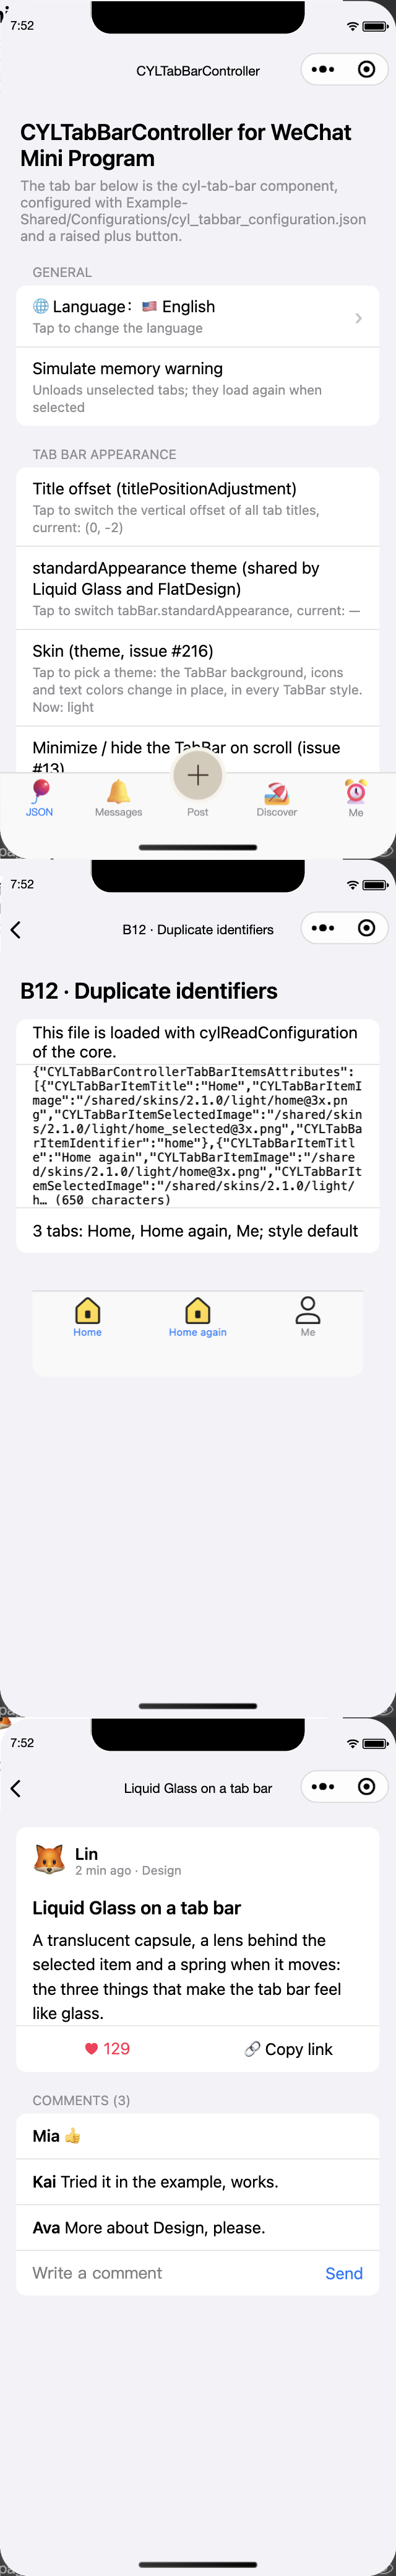 7:52
CYLTabBarController
CYLTabBarController for WeChat
Mini Program
The tab bar below is the cyl-tab-bar component,
configured with Example-
Shared/Configurations/cyl_tabbar_configuration.json
and a raised plus button.
GENERAL
🌐 Language：🇺🇸 English
Tap to change the language
Simulate memory warning
Unloads unselected tabs; they load again when
selected
TAB BAR APPEARANCE
Title offset (titlePositionAdjustment)
Tap to switch the vertical offset of all tab titles,
current: (0, -2)
standardAppearance theme (shared by
Liquid Glass and FlatDesign)
Tap to switch tabBar.standardAppearance, current: —
Skin (theme, issue #216)
Tap to pick a theme: the TabBar background, icons
and text colors change in place, in every TabBar style.
Now: light
Minimize / hide the TabBar on scroll (issue
#13)
JSON
Messages
Post
Discover
Me
7:52
B12 · Duplicate identifiers
B12 · Duplicate identifiers
This file is loaded with cylReadConfiguration
of the core.
{"CYLTabBarControllerTabBarItemsAttributes":
[{"CYLTabBarItemTitle":"Home","CYLTabBarItemI
mage":"/shared/skins/2.1.0/light/home@3x.pn
g","CYLTabBarItemSelectedImage":"/shared/skin
s/2.1.0/light/home_selected@3x.png","CYLTabBa
rItemIdentifier":"home"},{"CYLTabBarItemTitl
e":"Home again","CYLTabBarItemImage":"/share
d/skins/2.1.0/light/home@3x.png","CYLTabBarIt
emSelectedImage":"/shared/skins/2.1.0/light/
h… (650 characters)
3 tabs: Home, Home again, Me; style default
Home
Home again
Me
7:52
Liquid Glass on a tab bar
Lin
2 min ago · Design
Liquid Glass on a tab bar
A translucent capsule, a lens behind the
selected item and a spring when it moves:
the three things that make the tab bar feel
like glass.
♥ 129
🔗 Copy link
COMMENTS (3)
Mia 👍
Kai Tried it in the example, works.
Ava More about Design, please.
Write a comment
Send